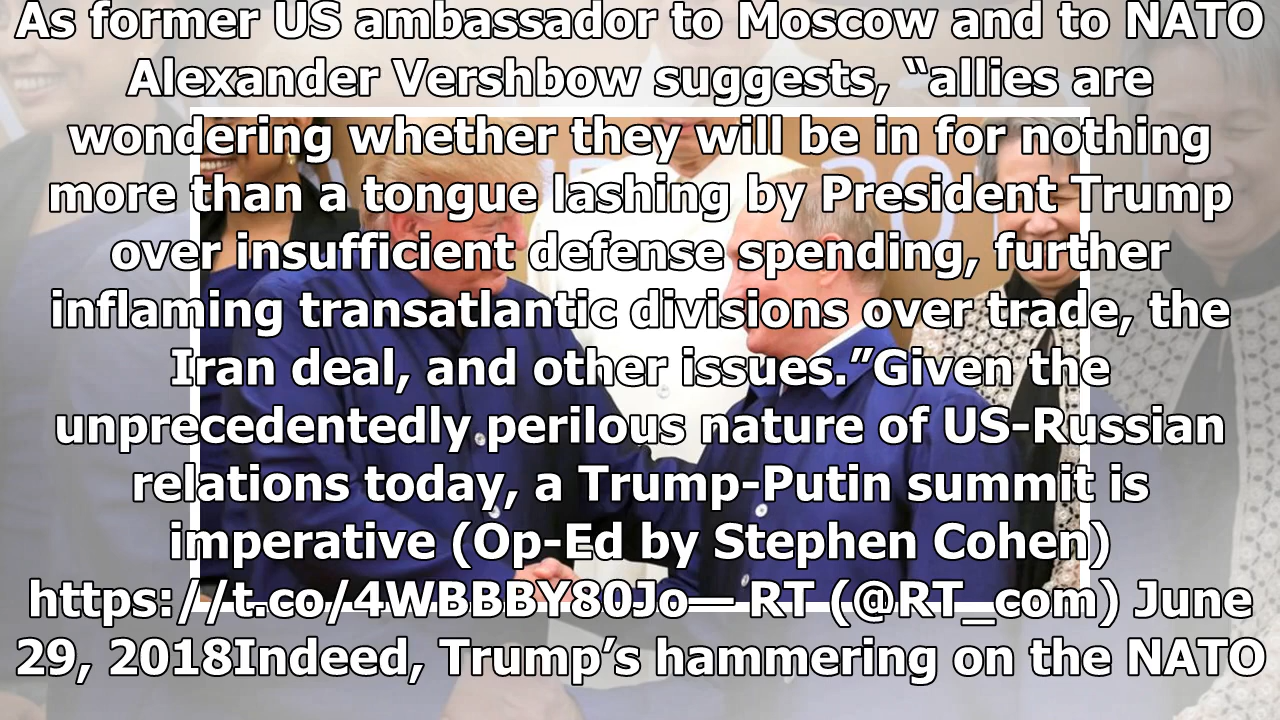 As former US ambassador to Moscow and to NATO
Alexander Vershbow suggests, “allies are
wondering whether they will be in for nothing
more than a tongue lashing by President Trump
over insufficient defense spending, further
inflaming transatlantic divisions over trade, the
Iran deal, and other issues.”Given the
unprecedentedly perilous nature of US-Russian
relations today, a Trump-Putin summit is
imperative (Op-Ed by Stephen Cohen)
https://t.co/4WBBBY80Jo— RT (@RT_com) June
29, 2018Indeed, Trump’s hammering on the NATO